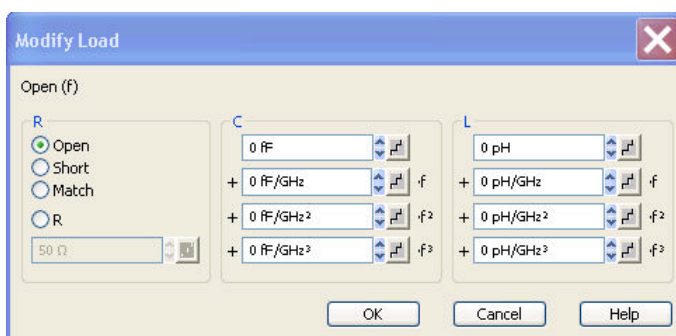 Modify Load
Open (f)
R
Open
Short
Match
R
50 Ω
C
0 fF
+ 0 fF/GHz ·f
+ 0 fF/GHz² ·f²
+ 0 fF/GHz³ ·f³
L
0 pH
+ 0 pH/GHz ·f
+ 0 pH/GHz² ·f²
+ 0 pH/GHz³ ·f³
OK Cancel Help